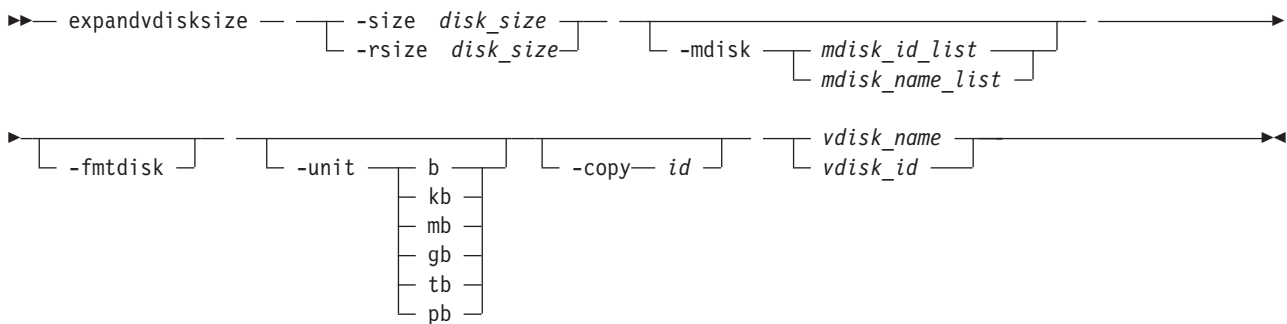 expandvdisksize -size disk_size -mdisk mdisk_id_list
-rsize disk_size mdisk_name_list
-fmtdisk -unit b -copy id vdisk_name
kb vdisk_id
mb
gb
tb
pb